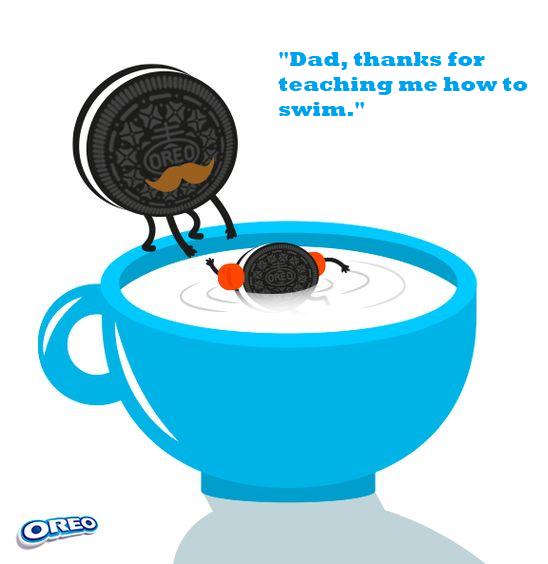 "Dad, thanks for
teaching me how to
swim."
OREO
OREO
OREO